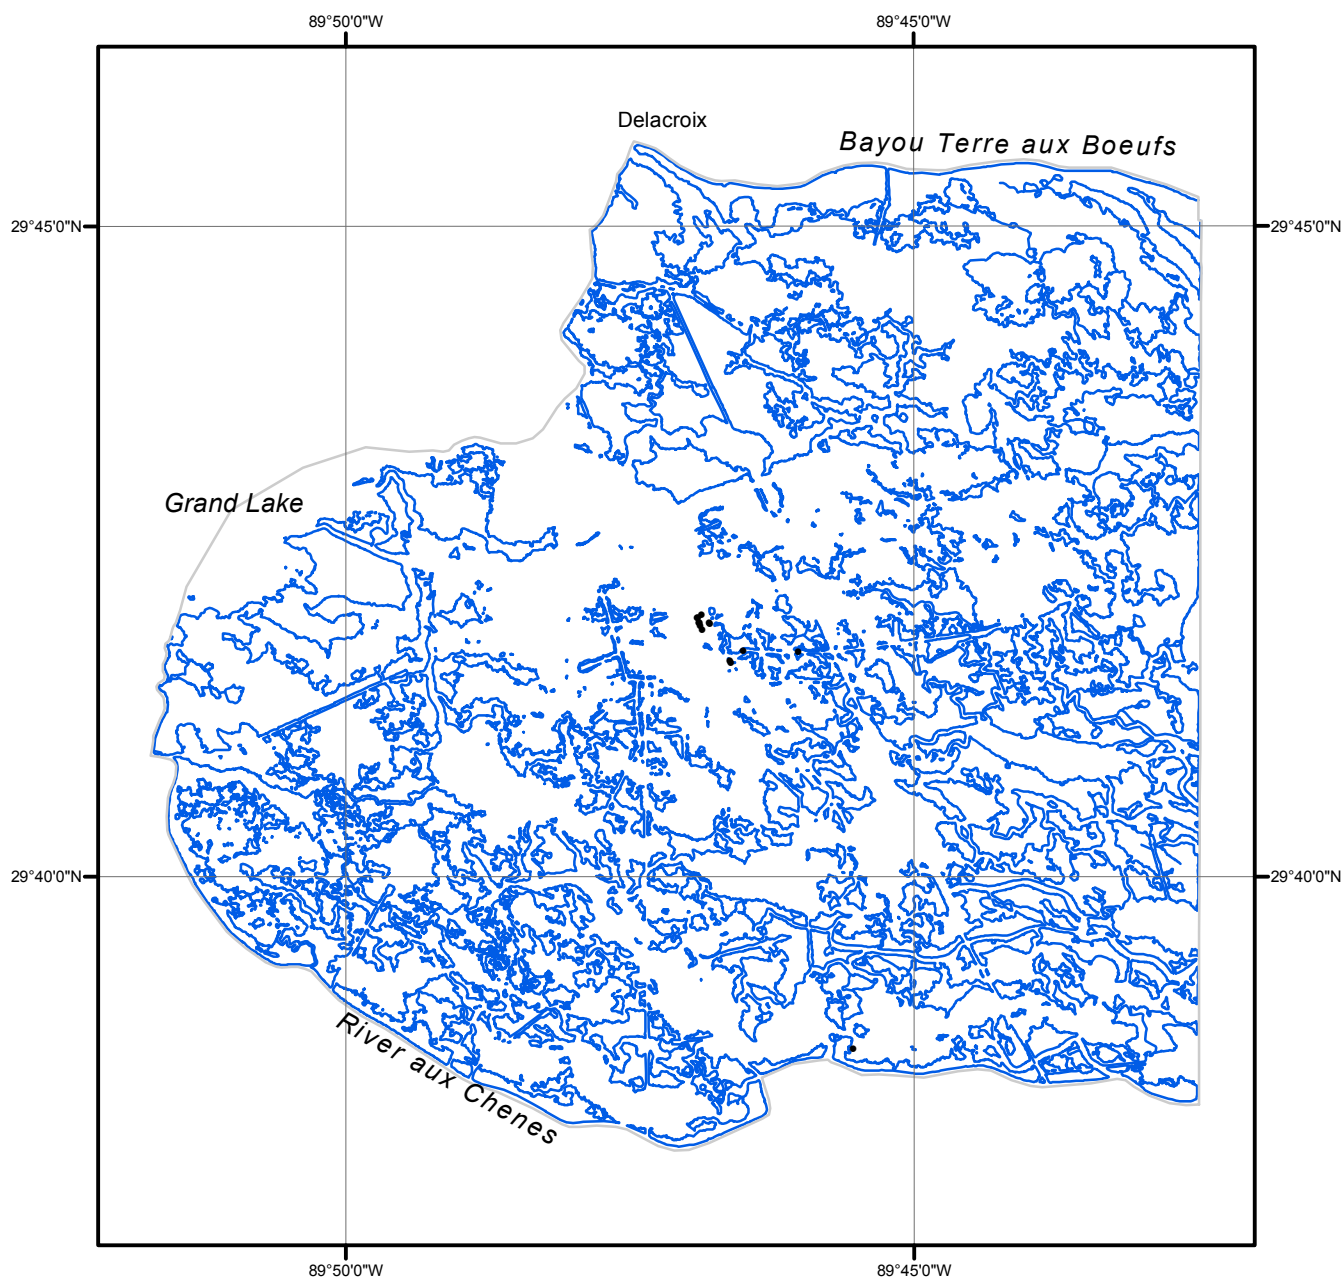 89°50'0"W
89°45'0"W
Delacroix
Bayou Terre aux Boeufs
29°45'0"N
29°45'0"N
Grand Lake
29°40'0"N
29°40'0"N
River aux Chenes
89°50'0"W
89°45'0"W